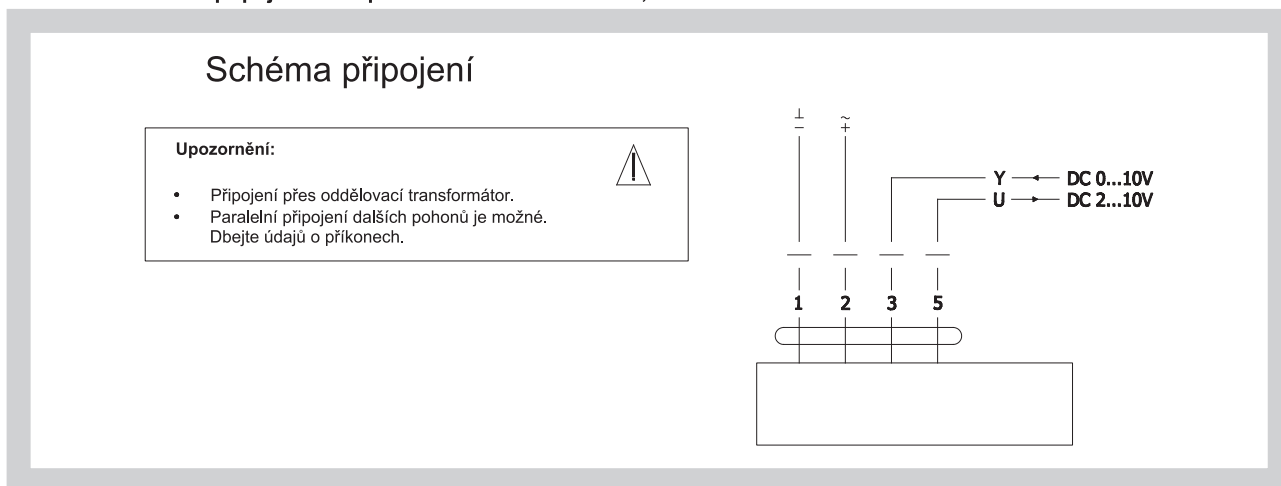 Schéma připojení
Upozornění:
• Připojení přes oddělovací transformátor.
• Paralelní připojení dalších pohonů je možné.
Dbejte údajů o příkonech.
⊥ ~
– +
Y DC 0...10V
U DC 2...10V
1 2 3 5